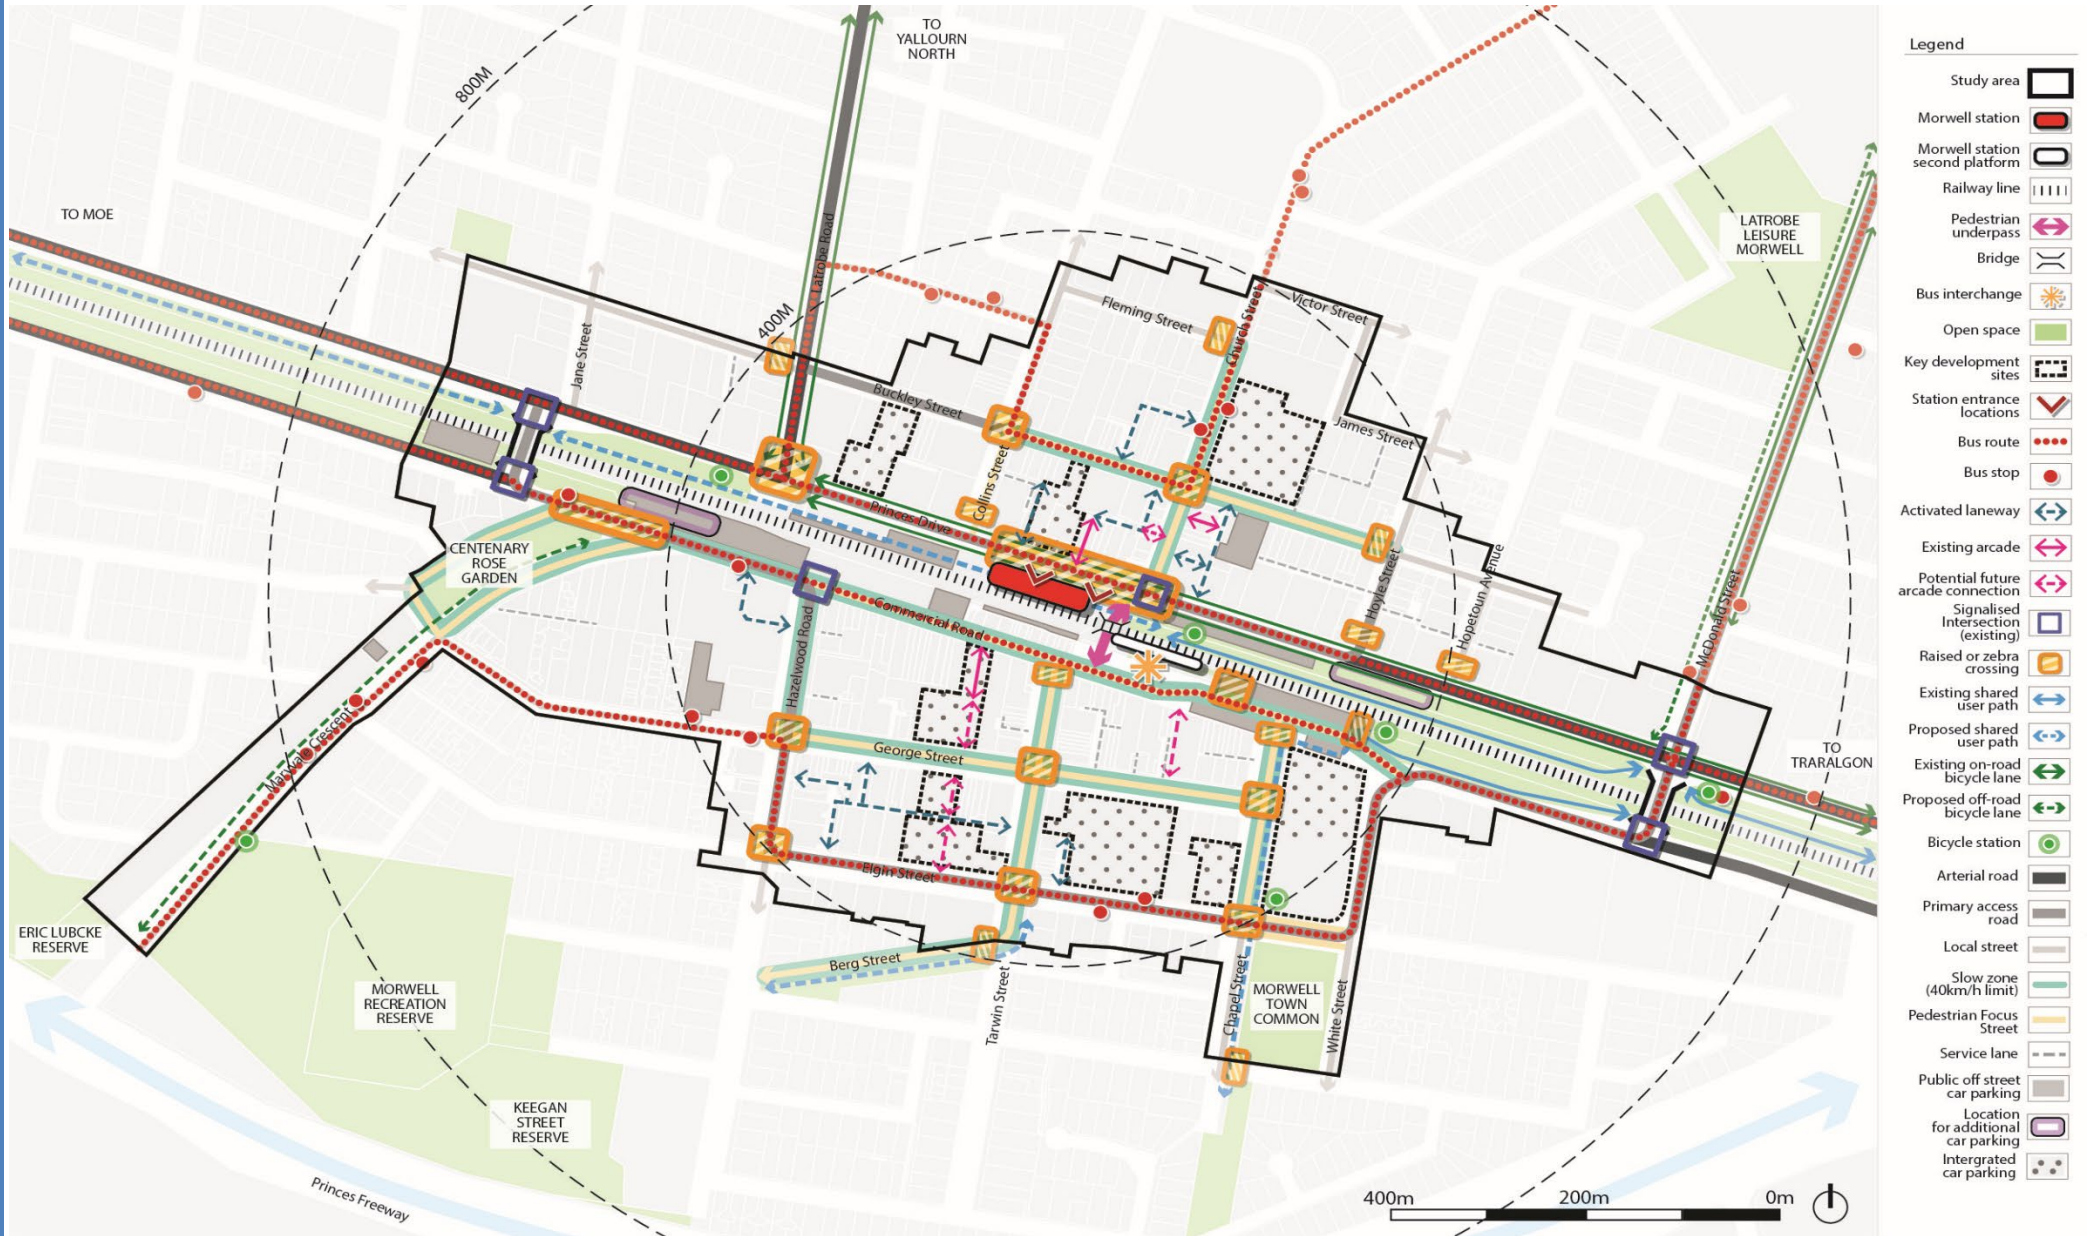 TO
YALLOURN
NORTH
800M
TO MOE
LATROBE
LEISURE
MORWELL
Latrobe Road
400M
Jane Street
Fleming Street
Victor Street
Church Street
Buckley Street
James Street
Collins Street
Princes Drive
CENTENARY
ROSE
GARDEN
Hoyle Street
Hopetoun Avenue
McDonald Street
Commercial Road
Hazelwood Road
Marwale Crescent
George Street
TO
TRARALGON
Elgin Street
ERIC LUBCKE
RESERVE
Berg Street
MORWELL
RECREATION
RESERVE
Tarwin Street
Chapel Street
MORWELL
TOWN
COMMON
White Street
KEEGAN
STREET
RESERVE
Princes Freeway
400m
200m
0m
Legend
Study area
Morwell station
Morwell station
second platform
Railway line
Pedestrian
underpass
Bridge
Bus interchange
Open space
Key development
sites
Station entrance
locations
Bus route
Bus stop
Activated laneway
Existing arcade
Potential future
arcade connection
Signalised
Intersection
(existing)
Raised or zebra
crossing
Existing shared
user path
Proposed shared
user path
Existing on-road
bicycle lane
Proposed off-road
bicycle lane
Bicycle station
Arterial road
Primary access
road
Local street
Slow zone
(40km/h limit)
Pedestrian Focus
Street
Service lane
Public off street
car parking
Location
for additional
car parking
Intergrated
car parking